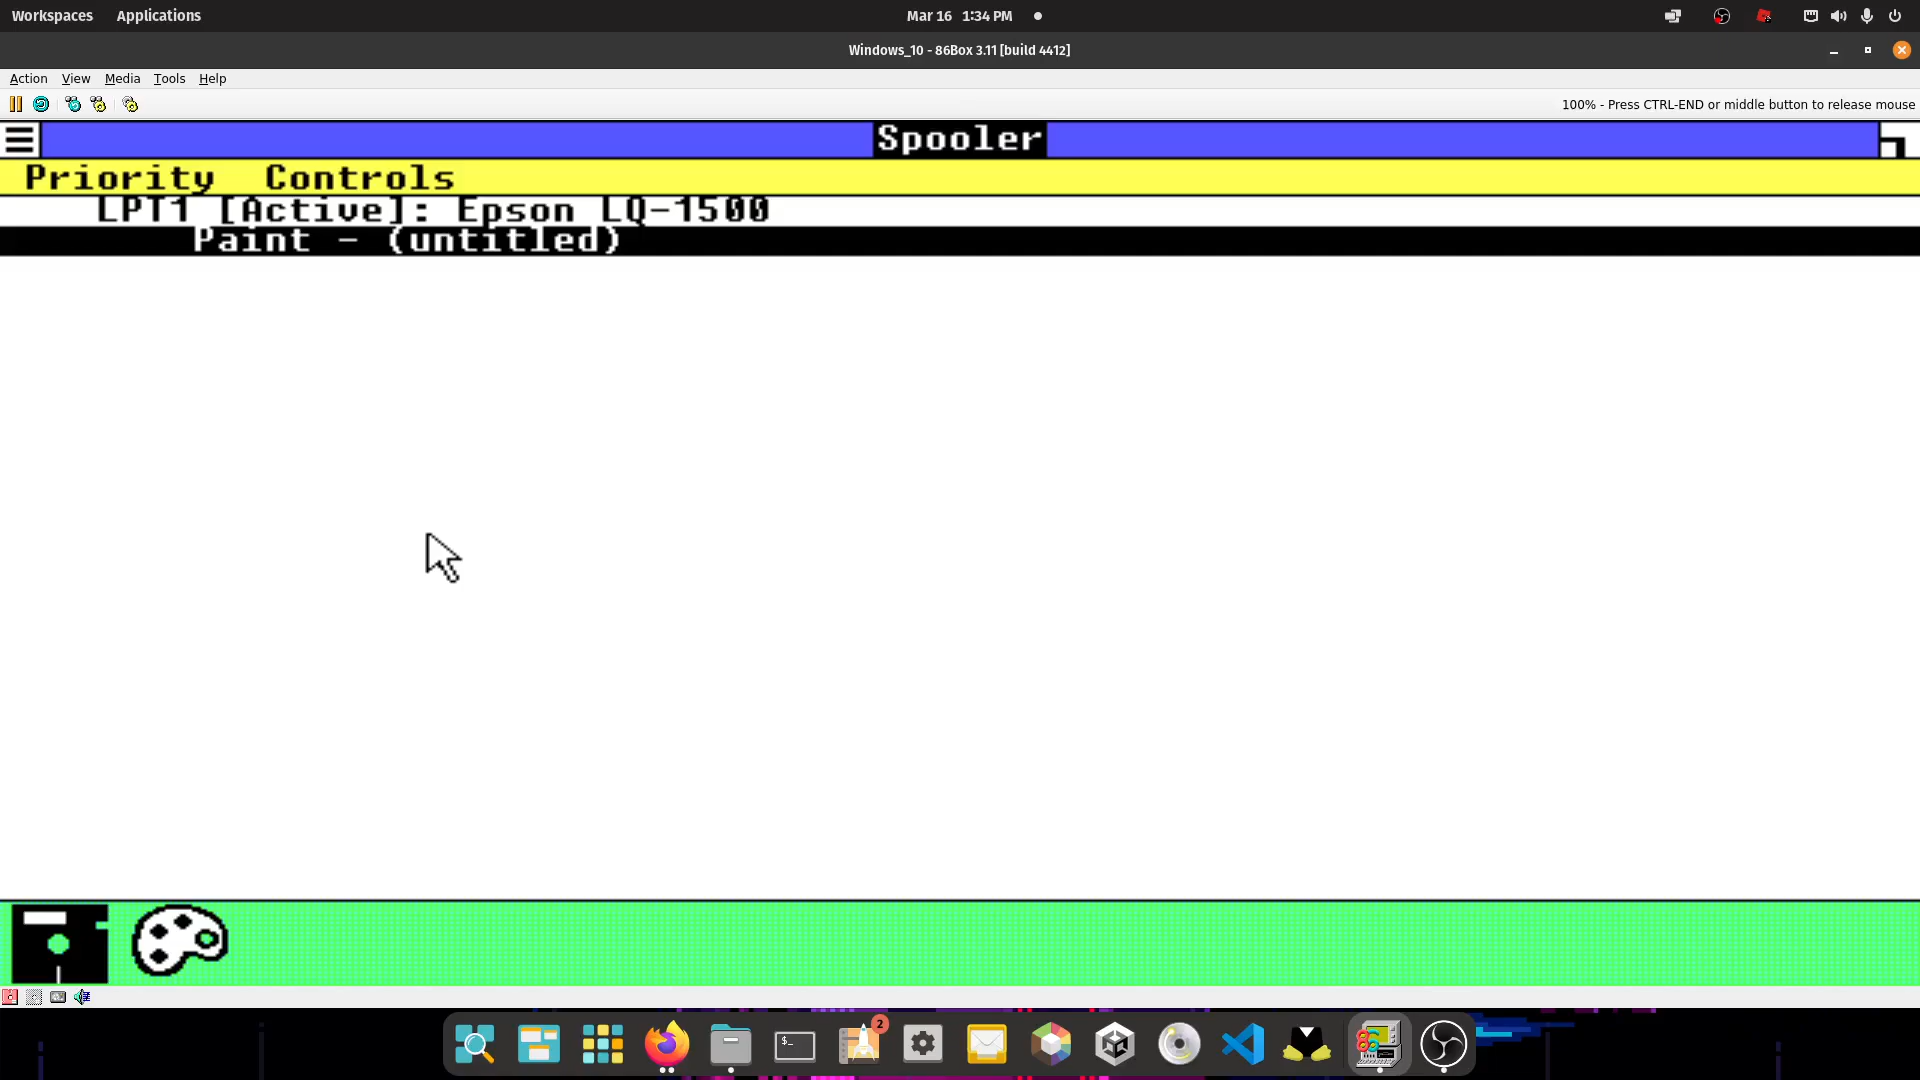 Workspaces Applications Mar 16 1:34 PM
Windows_10 - 86Box 3.11 [build 4412]
Action View Media Tools Help
100% - Press CTRL-END or middle button to release mouse
Spooler
Priority Controls
LPT1 [Active]: Epson LQ-1500
Paint - (untitled)
2
$_